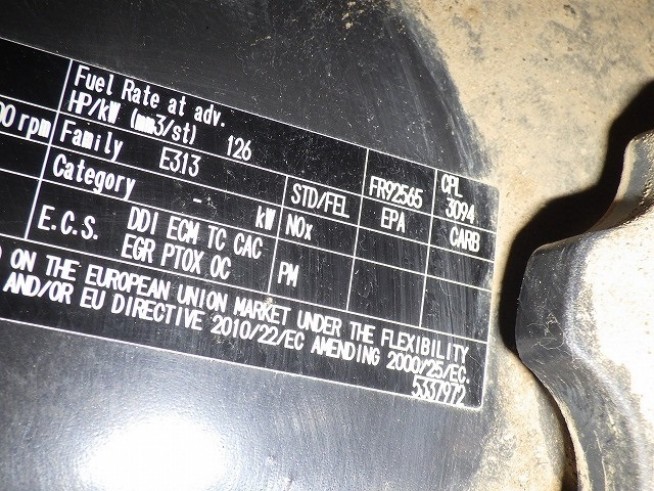 Fuel Rate at adv.
HP/kW (mm3/st) 126
FR92565
CPL
3094
00 rpm
Family E313
STD/FEL
EPA
CARB
Category - kW
NOx
E.C.S.
DDI ECM TC CAC
EGR PTOX OC
PM
ON THE EUROPEAN UNION MARKET UNDER THE FLEXIBILITY
AND/OR EU DIRECTIVE 2010/22/EC AMENDING 2000/25/EC.
5337972